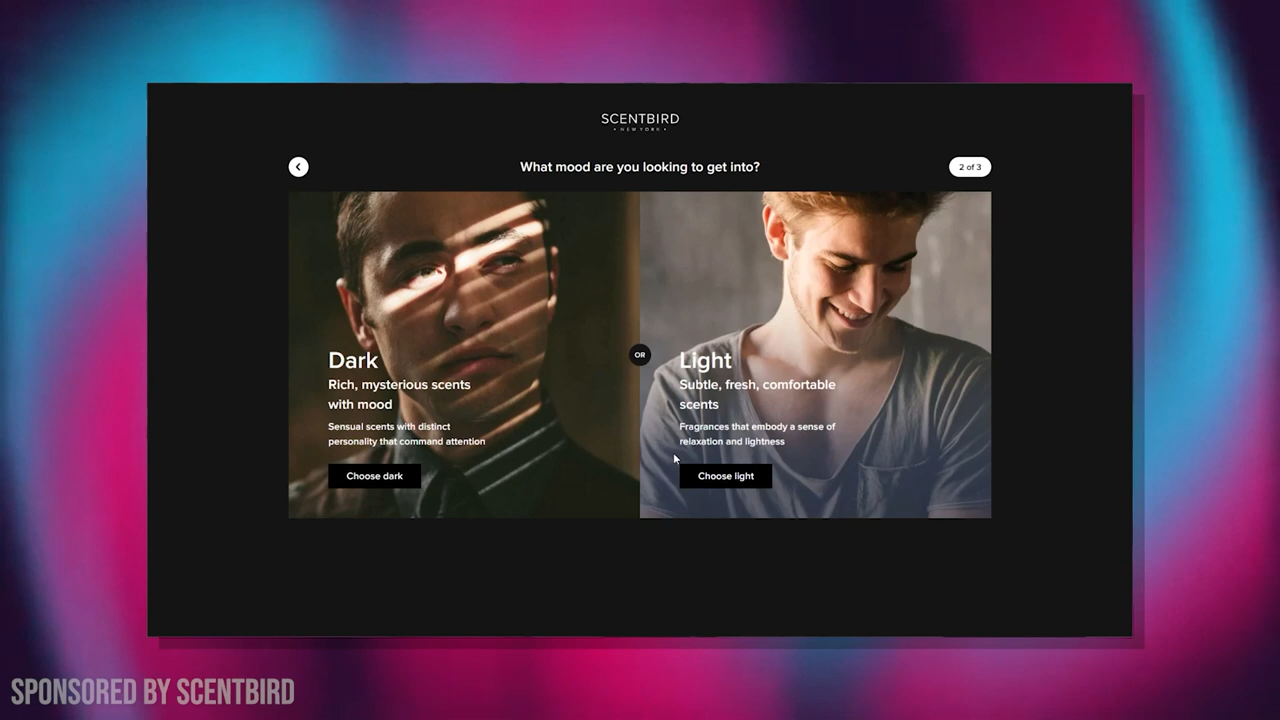 SCENTBIRD
• NEW YORK •
What mood are you looking to get into?
2 of 3
Dark
Rich, mysterious scents
with mood
Sensual scents with distinct
personality that command attention
Choose dark
OR
Light
Subtle, fresh, comfortable
scents
Fragrances that embody a sense of
relaxation and lightness
Choose light
SPONSORED BY SCENTBIRD